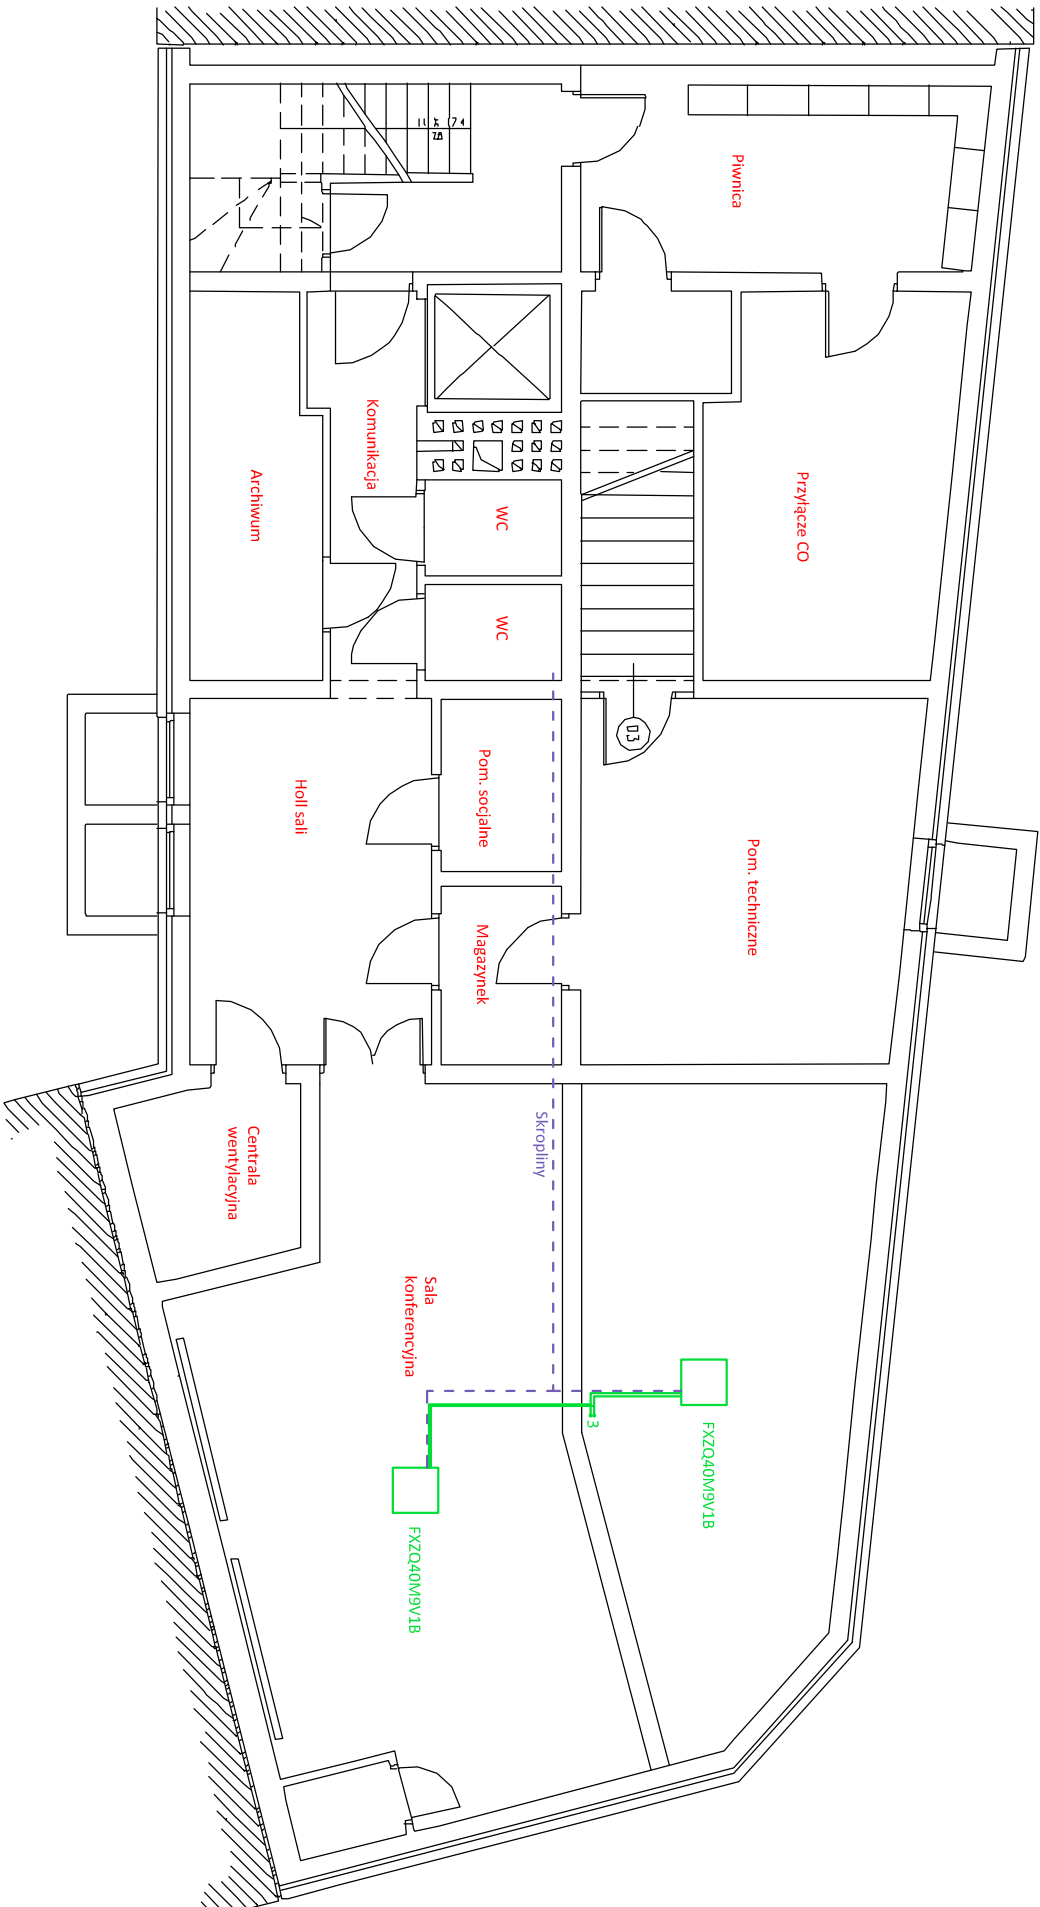 Piwnica
Komunikacja
Archiwum
WC
WC
Przyłącze CO
D3
Holl sali
Pom. socjalne
Magazynek
Pom. techniczne
Centrala
wentylacyjna
Skropliny
Sala
konferencyjna
3
FXZQ40M9V1B
FXZQ40M9V1B